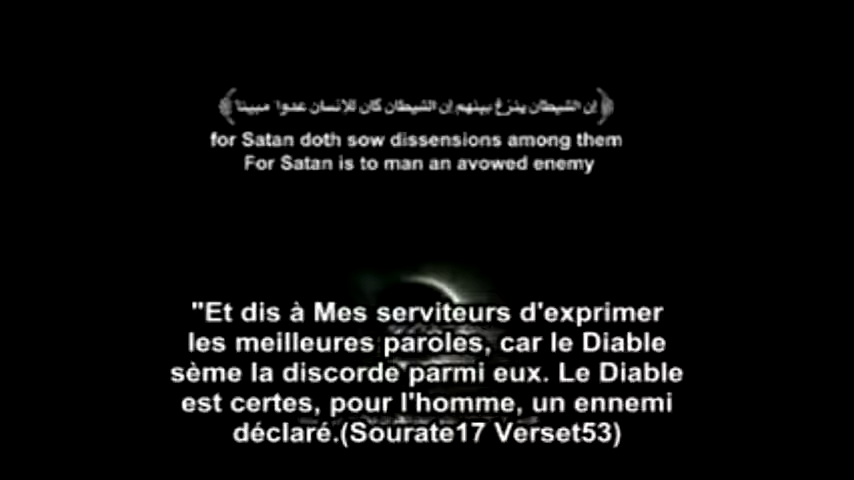 ﴿إن الشيطان ينزغ بينهم إن الشيطان كان للإنسان عدوا مبينا﴾
for Satan doth sow dissensions among them
For Satan is to man an avowed enemy
"Et dis à Mes serviteurs d'exprimer
les meilleures paroles, car le Diable
sème la discorde parmi eux. Le Diable
est certes, pour l'homme, un ennemi
déclaré.(Sourate17 Verset53)